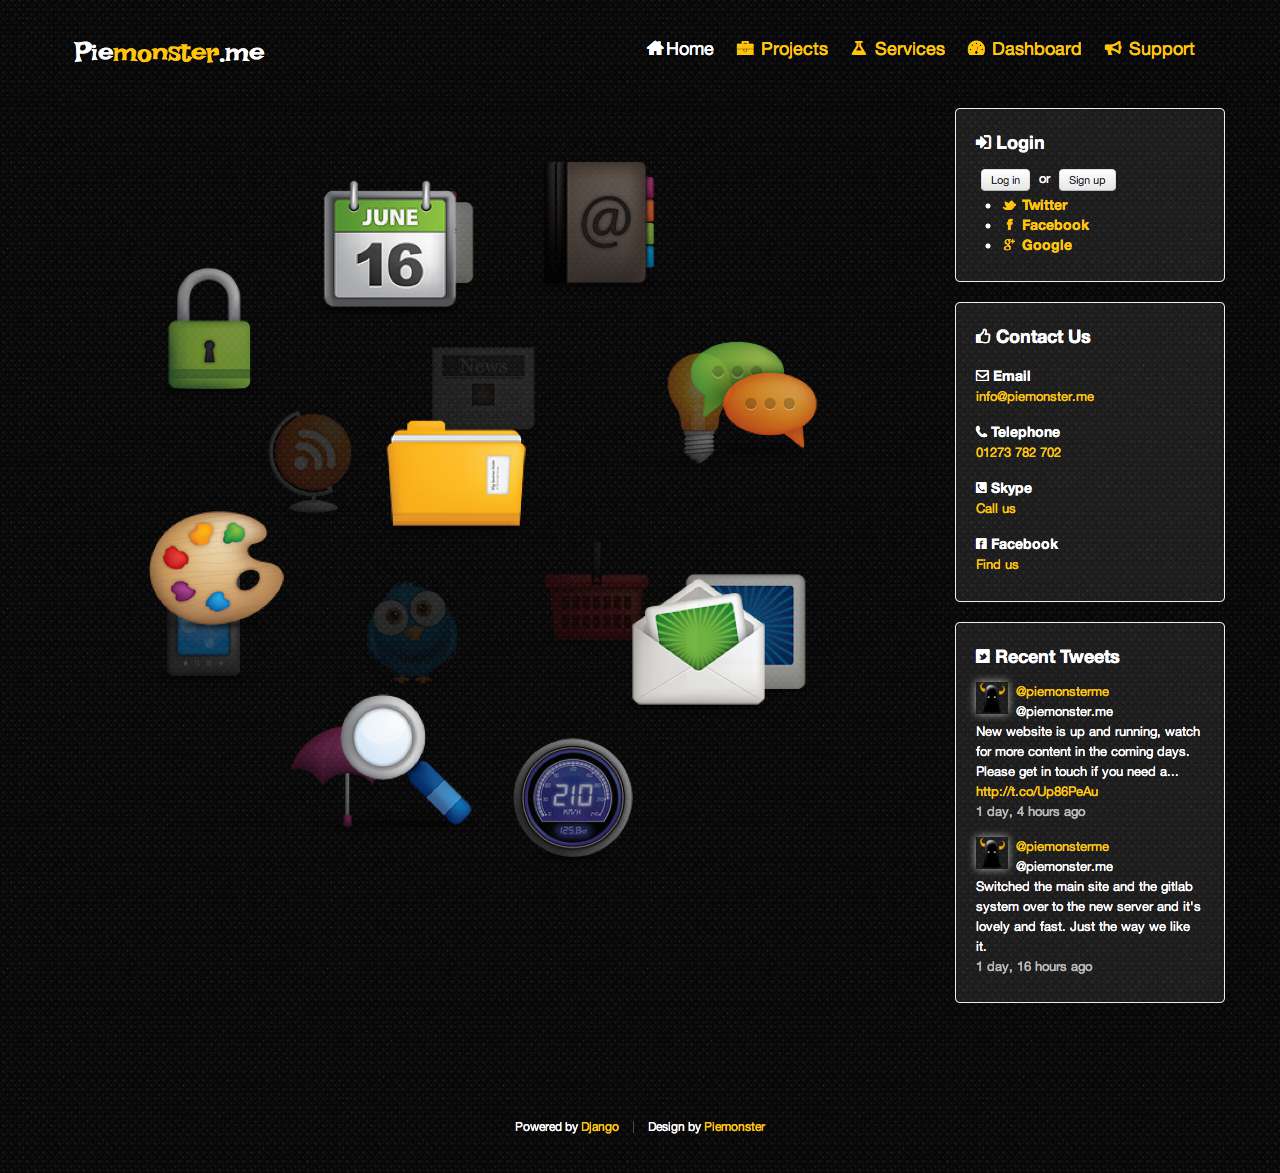 Piemonster.me
Home Projects Services Dashboard Support
JUNE
16
@
News
210
KM/H
125.8
Login
Log in or Sign up
Twitter
Facebook
Google
Contact Us
Email
info@piemonster.me
Telephone
01273 782 702
Skype
Call us
Facebook
Find us
Recent Tweets
@piemonsterme
@piemonster.me
New website is up and running, watch
for more content in the coming days.
Please get in touch if you need a...
http://t.co/Up86PeAu
1 day, 4 hours ago
@piemonsterme
@piemonster.me
Switched the main site and the gitlab
system over to the new server and it's
lovely and fast. Just the way we like
it.
1 day, 16 hours ago
Powered by Django | Design by Piemonster